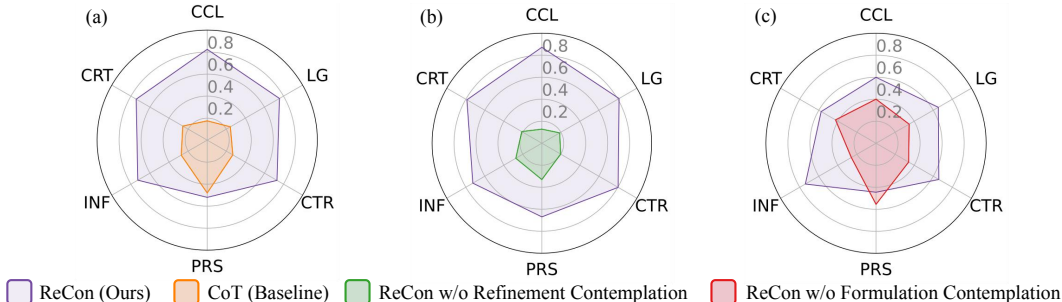 (a)
CCL
0.8
0.6
0.4
0.2
CRT
LG
INF
CTR
PRS
(b)
CCL
0.8
0.6
0.4
0.2
CRT
LG
INF
CTR
PRS
(c)
CCL
0.8
0.6
0.4
0.2
CRT
LG
INF
CTR
PRS
ReCon (Ours)
CoT (Baseline)
ReCon w/o Refinement Contemplation
ReCon w/o Formulation Contemplation